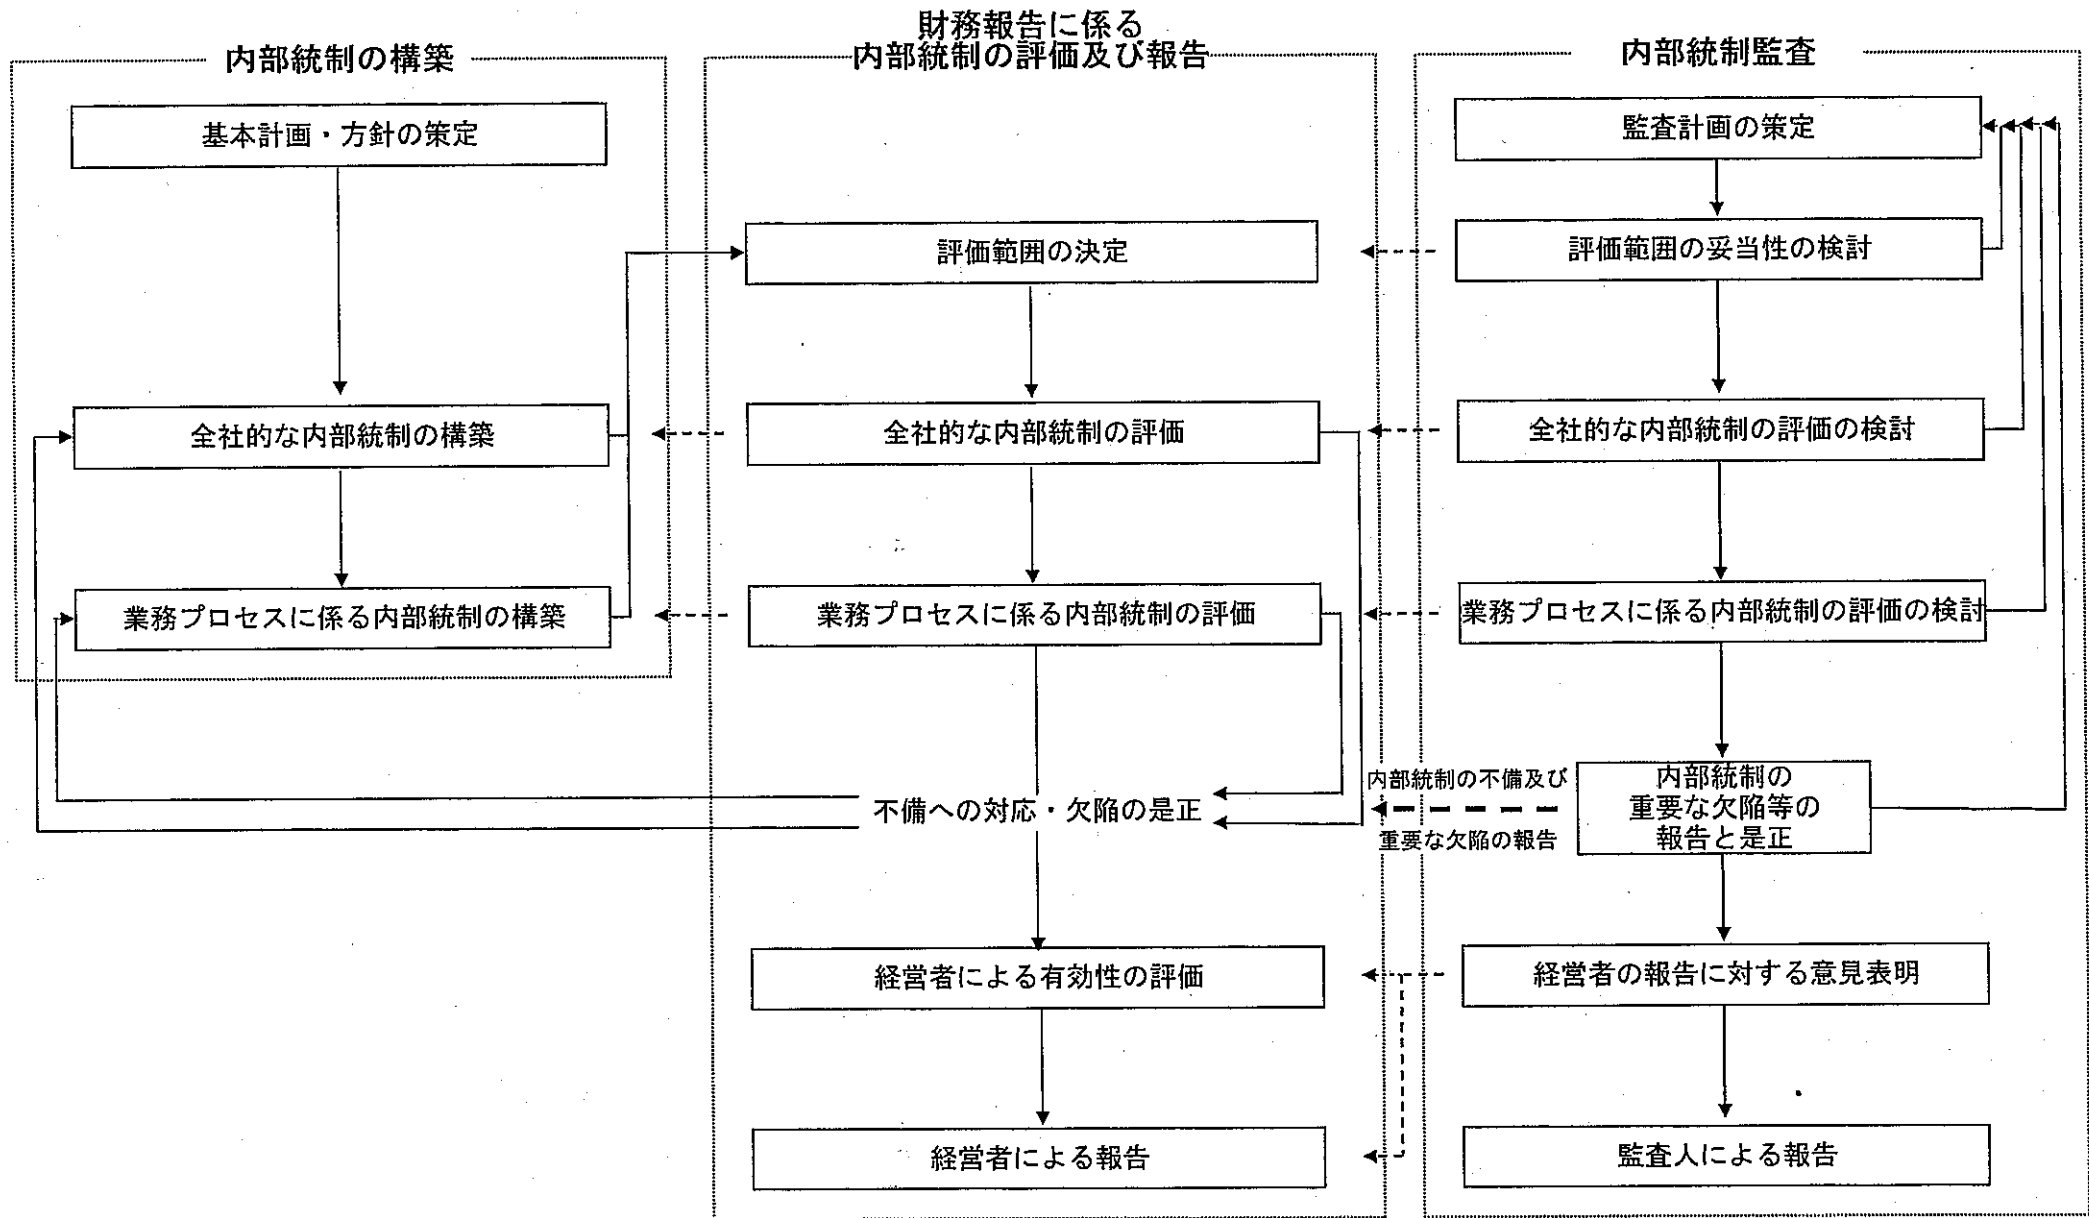 内部統制の構築
基本計画・方針の策定
全社的な内部統制の構築
業務プロセスに係る内部統制の構築
財務報告に係る
内部統制の評価及び報告
評価範囲の決定
全社的な内部統制の評価
業務プロセスに係る内部統制の評価
不備への対応・欠陥の是正
経営者による有効性の評価
経営者による報告
内部統制監査
監査計画の策定
評価範囲の妥当性の検討
全社的な内部統制の評価の検討
業務プロセスに係る内部統制の評価の検討
内部統制の不備及び
重要な欠陥の報告
内部統制の
重要な欠陥等の
報告と是正
経営者の報告に対する意見表明
監査人による報告